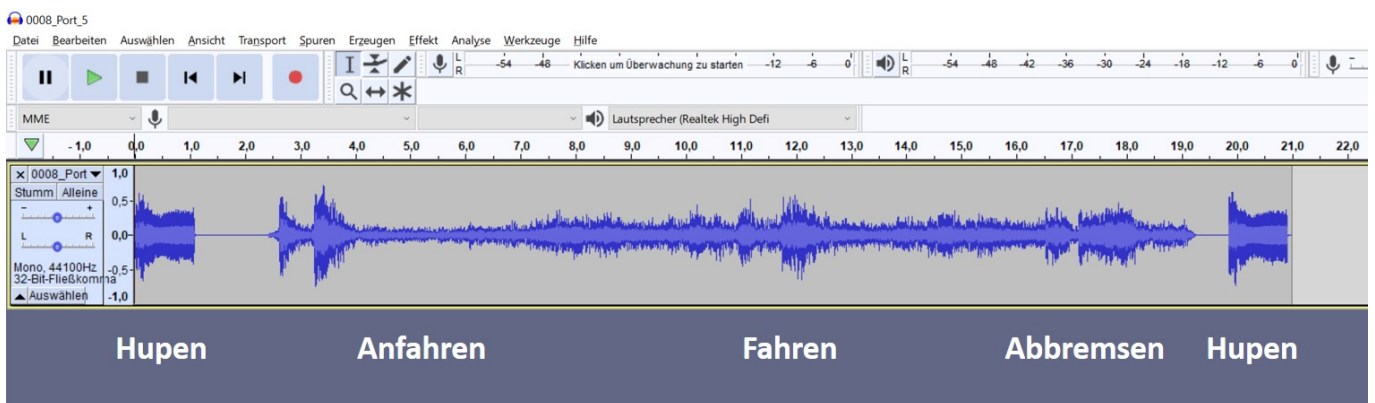 0008_Port_5
Datei Bearbeiten Auswählen Ansicht Transport Spuren Erzeugen Effekt Analyse Werkzeuge Hilfe
L
R
-54 -48 Klicken um Überwachung zu starten -12 -6 0
L
R
-54 -48 -42 -36 -30 -24 -18 -12 -6 0
MME
Lautsprecher (Realtek High Defi
-1,0 0,0 1,0 2,0 3,0 4,0 5,0 6,0 7,0 8,0 9,0 10,0 11,0 12,0 13,0 14,0 15,0 16,0 17,0 18,0 19,0 20,0 21,0 22,0
x 0008_Port
Stumm Alleine
- +
L R
Mono, 44100Hz
32-Bit-Fließkomma
Auswählen
1,0
0,5-
0,0-
-0,5-
-1,0
Hupen Anfahren Fahren Abbremsen Hupen